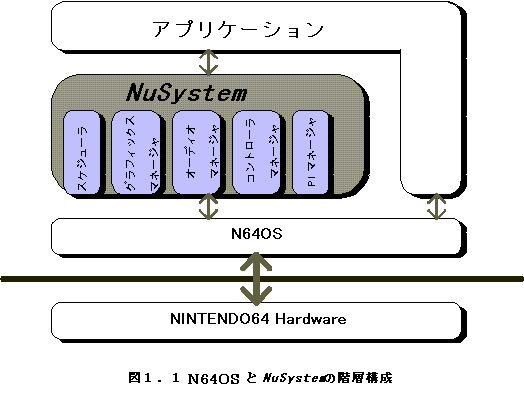 アプリケーション
NuSystem
スケジューラ
グラフィックス
マネージャ
オーディオ
マネージャ
コントローラ
マネージャ
PIマネージャ
N64OS
NINTENDO64 Hardware
図1．1 N64OS と NuSystemの階層構成